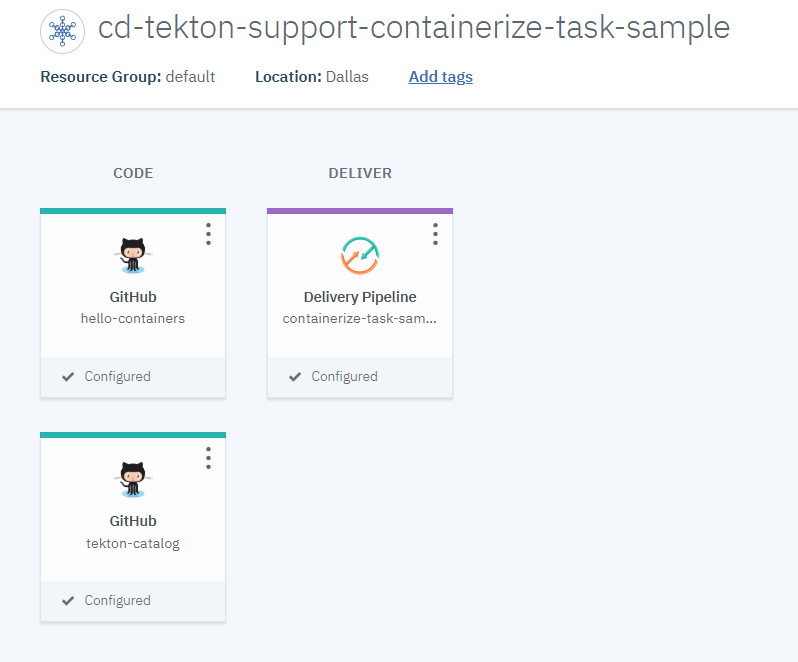 cd-tekton-support-containerize-task-sample
Resource Group: default Location: Dallas Add tags
CODE
DELIVER
GitHub
hello-containers
Configured
Delivery Pipeline
containerize-task-sam...
Configured
GitHub
tekton-catalog
Configured